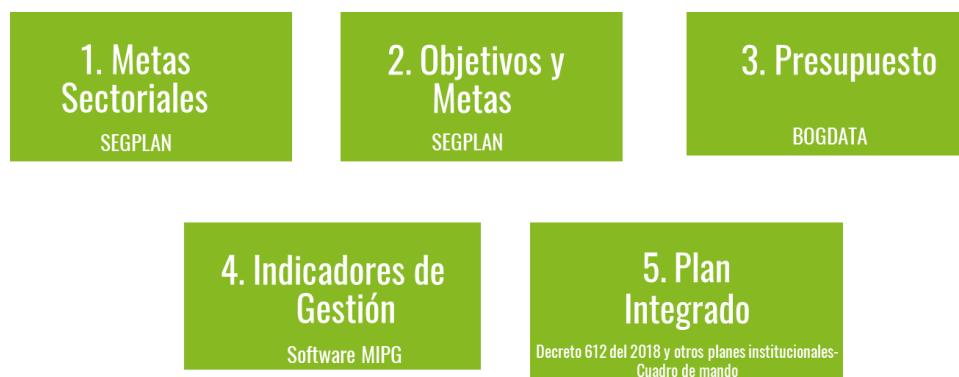 1. Metas
Sectoriales
SEGPLAN
2. Objetivos y
Metas
SEGPLAN
3. Presupuesto
BOGDATA
4. Indicadores de
Gestión
Software MIPG
5. Plan
Integrado
Decreto 612 del 2018 y otros planes institucionales-
Cuadro de mando